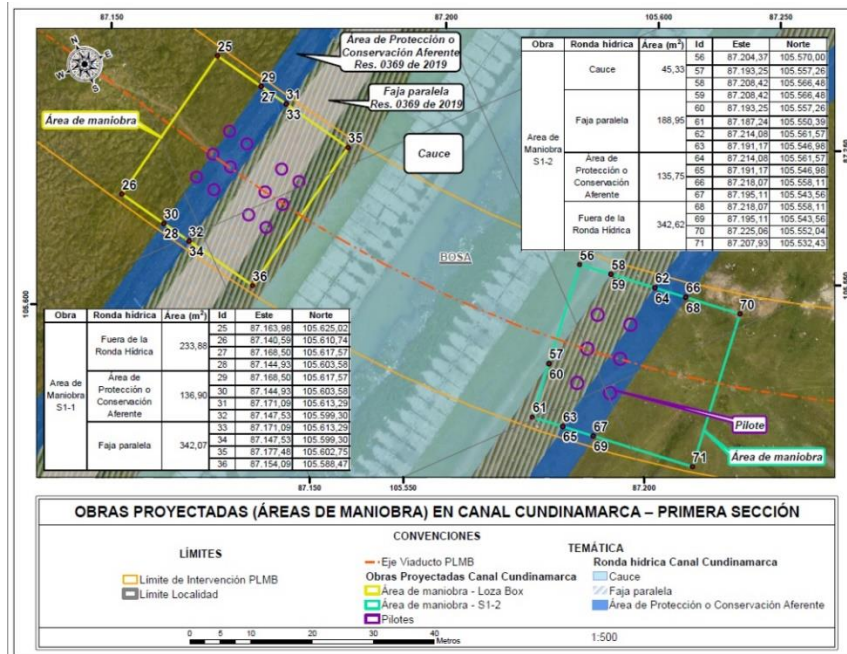 87.150
87.200
105.600
87.250
N
E
S
W
25
Área de Protección o
Conservación Aferente
Res. 0369 de 2019
29
27
31
33
Faja paralela
Res. 0369 de 2019
Área de maniobra
35
Cauce
26
30
28
32
34
36
BOSA
Obra Ronda hídrica Área (m²) Id Este Norte
Area de Maniobra S1-2
Cauce 45,33
56 87.204,37 105.570,00
57 87.193,25 105.557,26
58 87.208,42 105.566,48
Faja paralela 188,95
59 87.208,42 105.566,48
60 87.193,25 105.557,26
61 87.187,24 105.550,39
62 87.214,08 105.561,57
63 87.191,17 105.546,98
Área de Protección o Conservación Aferente 135,75
64 87.214,08 105.561,57
65 87.191,17 105.546,98
66 87.218,07 105.558,11
67 87.195,11 105.543,56
Fuera de la Ronda Hídrica 342,62
68 87.218,07 105.558,11
69 87.195,11 105.543,56
70 87.225,06 105.552,04
71 87.207,93 105.532,43
87.250
105.600
105.550
56
58
59
62
64
66
68
70
57
60
61
63
65
67
69
71
Pilote
Área de maniobra
Obra Ronda hídrica Área (m²) Id Este Norte
Area de Maniobra S1-1
Fuera de la Ronda Hídrica 233,88
25 87.163,98 105.625,02
26 87.140,59 105.610,74
27 87.168,50 105.617,57
28 87.144,93 105.603,58
Área de Protección o Conservación Aferente 136,90
29 87.168,50 105.617,57
30 87.144,93 105.603,58
31 87.171,09 105.613,29
32 87.147,53 105.599,30
Faja paralela 342,07
33 87.171,09 105.613,29
34 87.147,53 105.599,30
35 87.177,48 105.602,75
36 87.154,09 105.588,47
87.150
105.550
87.200
OBRAS PROYECTADAS (ÁREAS DE MANIOBRA) EN CANAL CUNDINAMARCA – PRIMERA SECCIÓN
CONVENCIONES
LÍMITES
Límite de Intervención PLMB
Límite Localidad
TEMÁTICA
Eje Viaducto PLMB
Obras Proyectadas Canal Cundinamarca
Área de maniobra - Loza Box
Área de maniobra - S1-2
Pilotes
Ronda hídrica Canal Cundinamarca
Cauce
Faja paralela
Área de Protección o Conservación Aferente
0 5 10 20 30 40
Metros
1:500